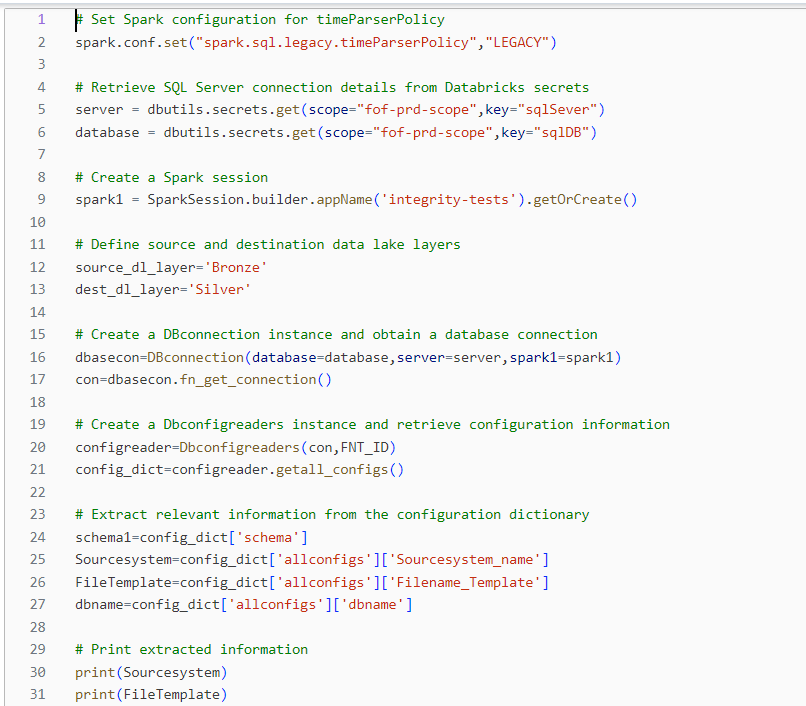 1 # Set Spark configuration for timeParserPolicy
2 spark.conf.set("spark.sql.legacy.timeParserPolicy","LEGACY")
3
4 # Retrieve SQL Server connection details from Databricks secrets
5 server = dbutils.secrets.get(scope="fof-prd-scope",key="sqlSever")
6 database = dbutils.secrets.get(scope="fof-prd-scope",key="sqlDB")
7
8 # Create a Spark session
9 spark1 = SparkSession.builder.appName('integrity-tests').getOrCreate()
10
11 # Define source and destination data lake layers
12 source_dl_layer='Bronze'
13 dest_dl_layer='Silver'
14
15 # Create a DBconnection instance and obtain a database connection
16 dbasecon=DBconnection(database=database,server=server,spark1=spark1)
17 con=dbasecon.fn_get_connection()
18
19 # Create a Dbconfigreaders instance and retrieve configuration information
20 configreader=Dbconfigreaders(con,FNT_ID)
21 config_dict=configreader.getall_configs()
22
23 # Extract relevant information from the configuration dictionary
24 schema1=config_dict['schema']
25 Sourcesystem=config_dict['allconfigs']['Sourcesystem_name']
26 FileTemplate=config_dict['allconfigs']['Filename_Template']
27 dbname=config_dict['allconfigs']['dbname']
28
29 # Print extracted information
30 print(Sourcesystem)
31 print(FileTemplate)